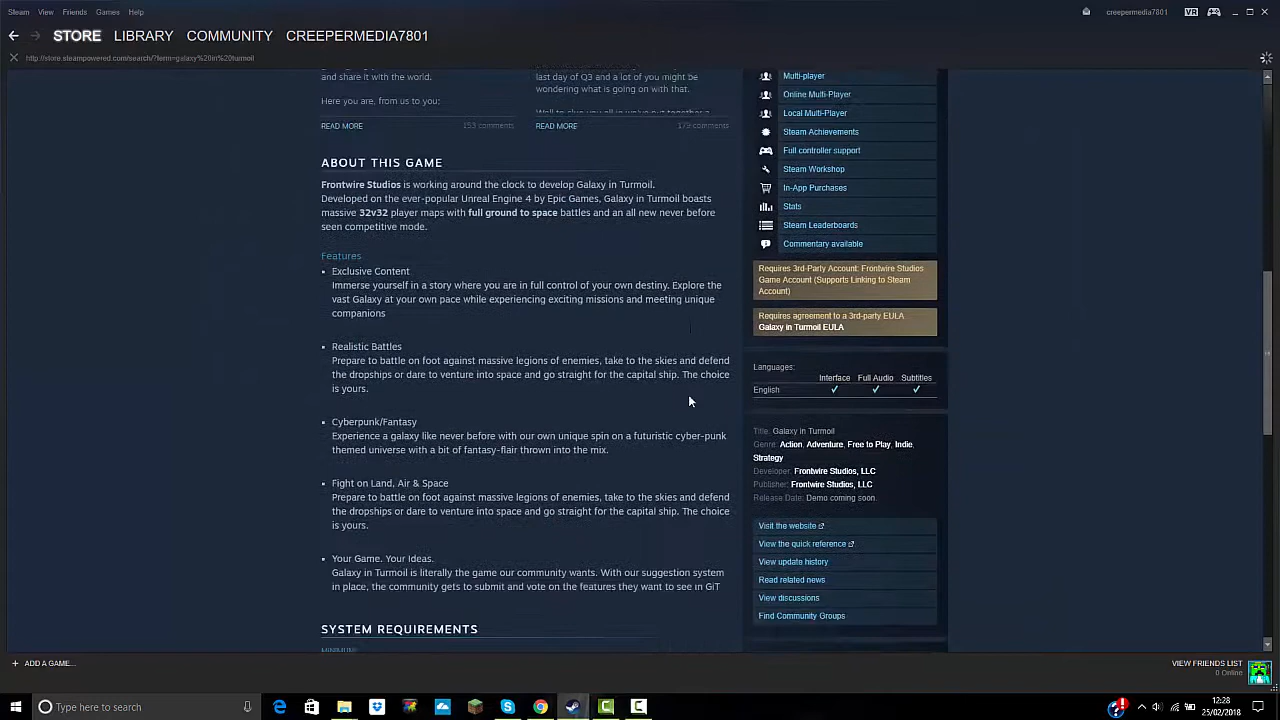 Steam View Friends Games Help
creepermedia7801 VR
STORE LIBRARY COMMUNITY CREEPERMEDIA7801
http://store.steampowered.com/search/?term=galaxy%20in%20turmoil
and share it with the world.
Here you are, from us to you:
READ MORE 153 comments
last day of Q3 and a lot of you might be
wondering what is going on with that.
READ MORE 179 comments
ABOUT THIS GAME
Frontwire Studios is working around the clock to develop Galaxy in Turmoil.
Developed on the ever-popular Unreal Engine 4 by Epic Games, Galaxy in Turmoil boasts
massive 32v32 player maps with full ground to space battles and an all new never before
seen competitive mode.
Features
Exclusive Content
Immerse yourself in a story where you are in full control of your own destiny. Explore the
vast Galaxy at your own pace while experiencing exciting missions and meeting unique
companions
Realistic Battles
Prepare to battle on foot against massive legions of enemies, take to the skies and defend
the dropships or dare to venture into space and go straight for the capital ship. The choice
is yours.
Cyberpunk/Fantasy
Experience a galaxy like never before with our own unique spin on a futuristic cyber-punk
themed universe with a bit of fantasy-flair thrown into the mix.
Fight on Land, Air & Space
Prepare to battle on foot against massive legions of enemies, take to the skies and defend
the dropships or dare to venture into space and go straight for the capital ship. The choice
is yours.
Your Game. Your Ideas.
Galaxy in Turmoil is literally the game our community wants. With our suggestion system
in place, the community gets to submit and vote on the features they want to see in GiT
SYSTEM REQUIREMENTS
MINIMUM:
Multi-player
Online Multi-Player
Local Multi-Player
Steam Achievements
Full controller support
Steam Workshop
In-App Purchases
Stats
Steam Leaderboards
Commentary available
Requires 3rd-Party Account: Frontwire Studios
Game Account (Supports Linking to Steam
Account)
Requires agreement to a 3rd-party EULA
Galaxy in Turmoil EULA
Languages:
Interface Full Audio Subtitles
English ✓ ✓ ✓
Title: Galaxy in Turmoil
Genre: Action, Adventure, Free to Play, Indie,
Strategy
Developer: Frontwire Studios, LLC
Publisher: Frontwire Studios, LLC
Release Date: Demo coming soon.
Visit the website
View the quick reference
View update history
Read related news
View discussions
Find Community Groups
+ ADD A GAME...
VIEW FRIENDS LIST
0 Online
Type here to search
12:28
25/02/2018